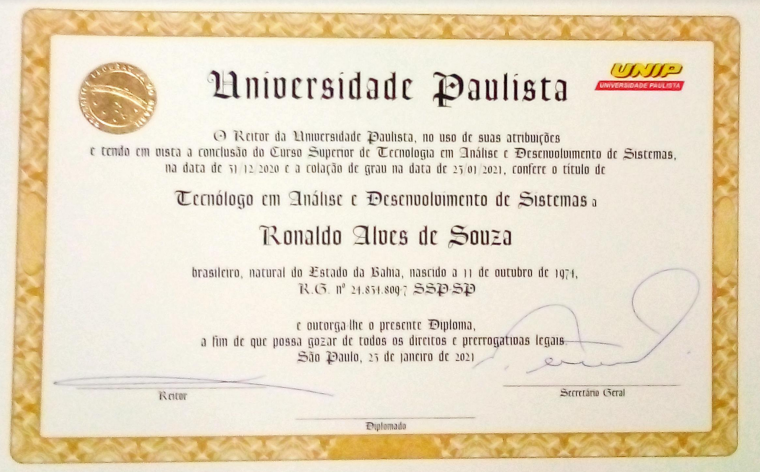 Universidade Paulista
UNIP
UNIVERSIDADE PAULISTA
O Reitor da Universidade Paulista, no uso de suas atribuições
e tendo em vista a conclusão do Curso Superior de Tecnologia em Análise e Desenvolvimento de Sistemas,
na data de 31/12/2020 e a colação de grau na data de 25/01/2021, confere o título de
Tecnólogo em Análise e Desenvolvimento de Sistemas a
Ronaldo Alves de Souza
brasileiro, natural do Estado da Bahia, nascido a 11 de outubro de 1974,
R.G. nº 24.834.809-7 SSP-SP
e outorga-lhe o presente Diploma,
a fim de que possa gozar de todos os direitos e prerrogativas legais.
São Paulo, 25 de janeiro de 2021
Reitor
Secretário Geral
Diplomado